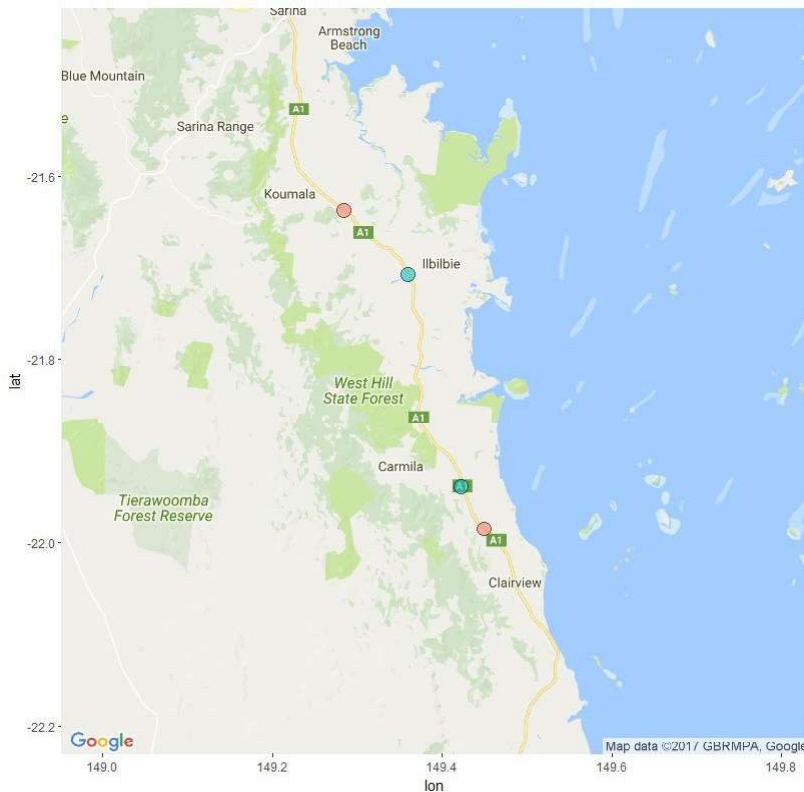 Sarina
Armstrong
Beach
Blue Mountain
e
Sarina Range
A1
-21.6
Koumala
A1
Ilbilbie
-21.8
lat
West Hill
State Forest
A1
Carmila
Tierawoomba
Forest Reserve
A1
-22.0
A1
Clairview
-22.2
Google
Map data ©2017 GBRMPA, Google
149.0
149.2
149.4
149.6
149.8
lon